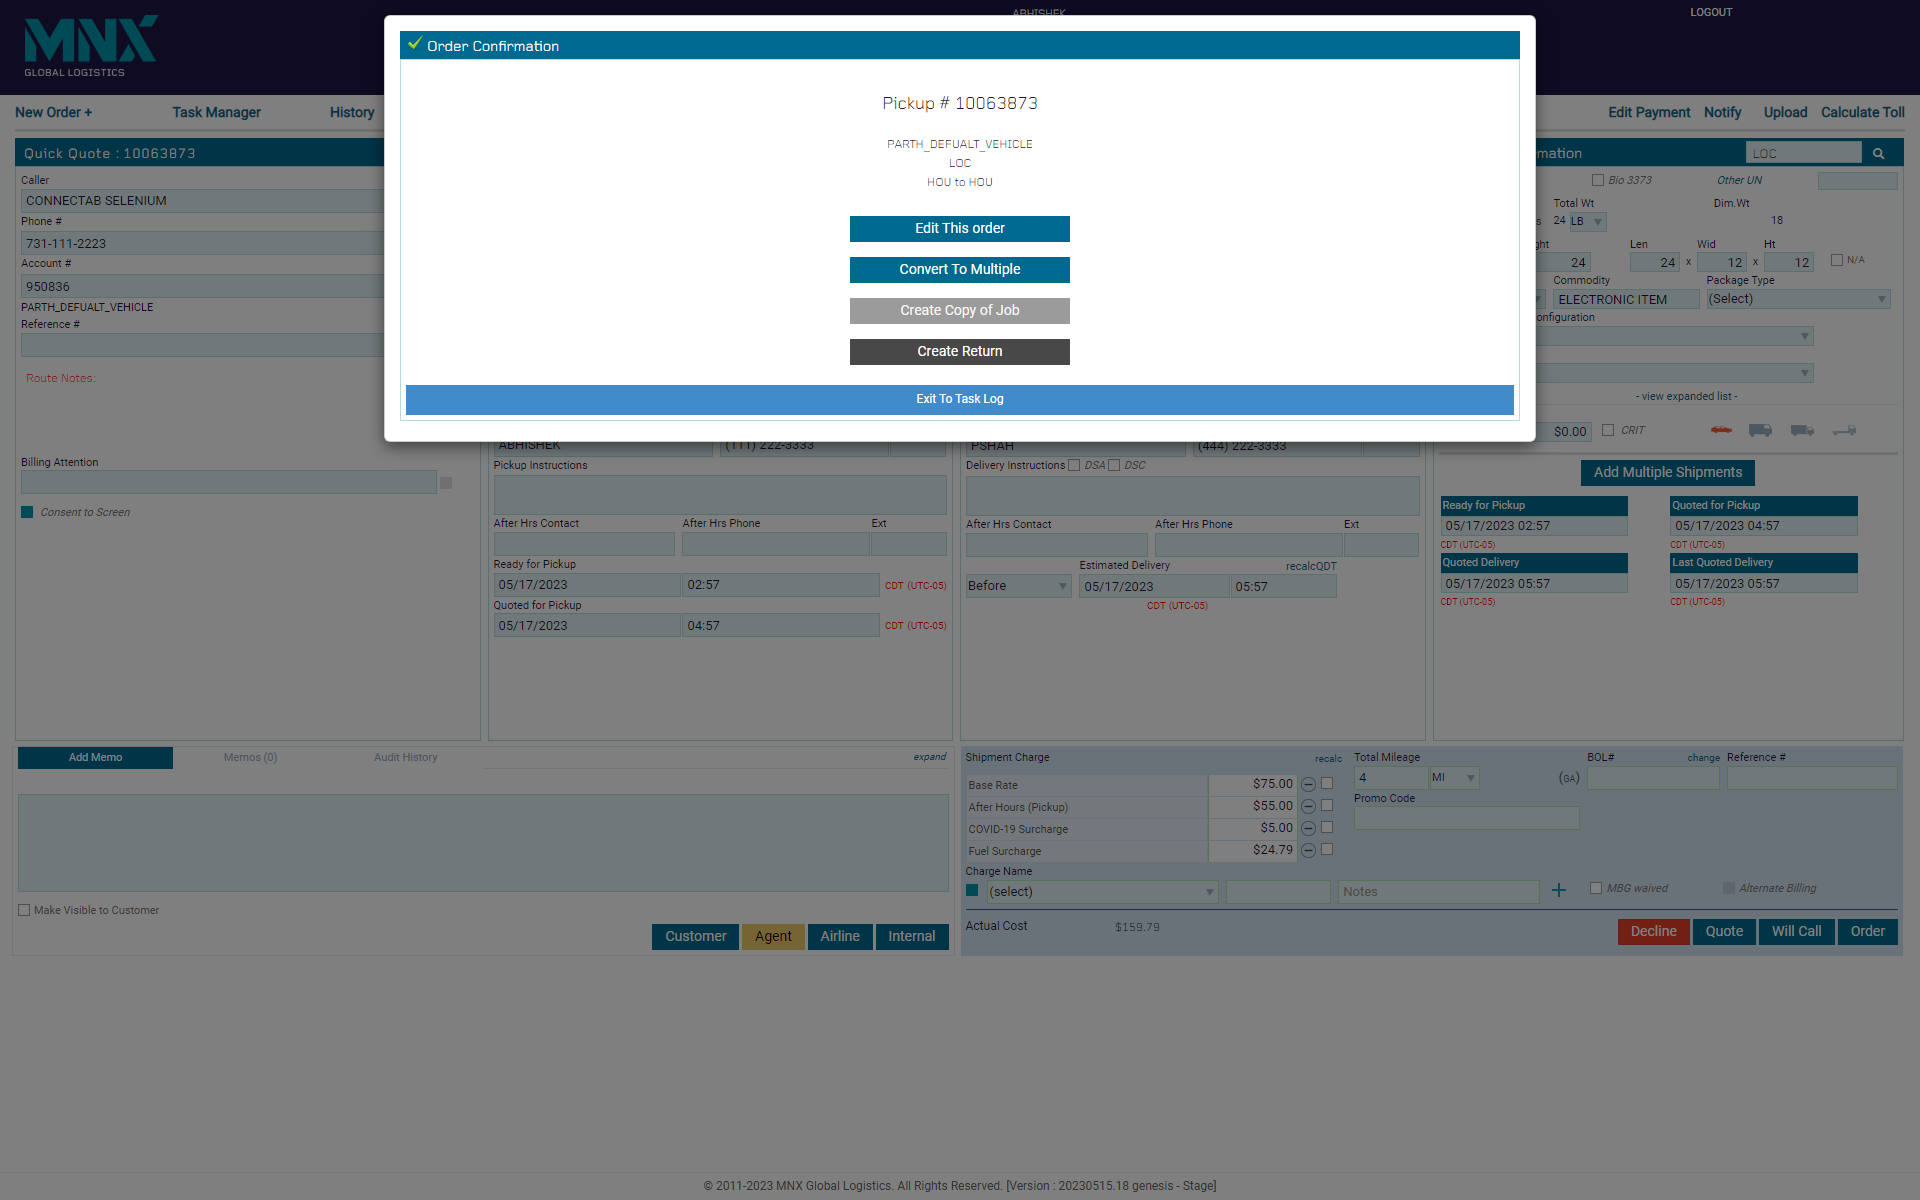 MNX
GLOBAL LOGISTICS
LOGOUT
New Order +
Task Manager
History
Edit Payment
Notify
Upload
Calculate Toll
Order Confirmation
Pickup # 10063873
PARTH_DEFUALT_VEHICLE
LOC
HOU to HOU
Edit This order
Convert To Multiple
Create Copy of Job
Create Return
Exit To Task Log
Quick Quote : 10063873
Caller
CONNECTAB SELENIUM
Phone #
731-111-2223
Account #
950836
PARTH_DEFUALT_VEHICLE
Reference #
Route Notes:
Billing Attention
Consent to Screen
ABHISHEK
(111) 222-3333
Pickup Instructions
After Hrs Contact
After Hrs Phone
Ext
Ready for Pickup
05/17/2023
02:57
CDT (UTC-05)
Quoted for Pickup
05/17/2023
04:57
CDT (UTC-05)
PSHAH
(444) 222-3333
Delivery Instructions
DSA
DSC
After Hrs Contact
After Hrs Phone
Ext
Estimated Delivery
recalcQDT
Before
05/17/2023
05:57
CDT (UTC-05)
mation
LOC
Bio 3373
Other UN
Total Wt
Dim.Wt
s
24
LB
18
ght
Len
Wid
Ht
24
24
x
12
x
12
N/A
Commodity
Package Type
ELECTRONIC ITEM
(Select)
onfiguration
- view expanded list -
$0.00
CRIT
Add Multiple Shipments
Ready for Pickup
Quoted for Pickup
05/17/2023 02:57
05/17/2023 04:57
CDT (UTC-05)
CDT (UTC-05)
Quoted Delivery
Last Quoted Delivery
05/17/2023 05:57
05/17/2023 05:57
CDT (UTC-05)
CDT (UTC-05)
Add Memo
Memos (0)
Audit History
expand
Make Visible to Customer
Customer
Agent
Airline
Internal
Shipment Charge
recalc
Base Rate
$75.00
After Hours (Pickup)
$55.00
COVID-19 Surcharge
$5.00
Fuel Surcharge
$24.79
Charge Name
(select)
Notes
Total Mileage
4
MI
(GA)
BOL#
change
Reference #
Promo Code
MBG waived
Alternate Billing
Actual Cost
$159.79
Decline
Quote
Will Call
Order
© 2011-2023 MNX Global Logistics. All Rights Reserved. [Version : 20230515.18 genesis - Stage]